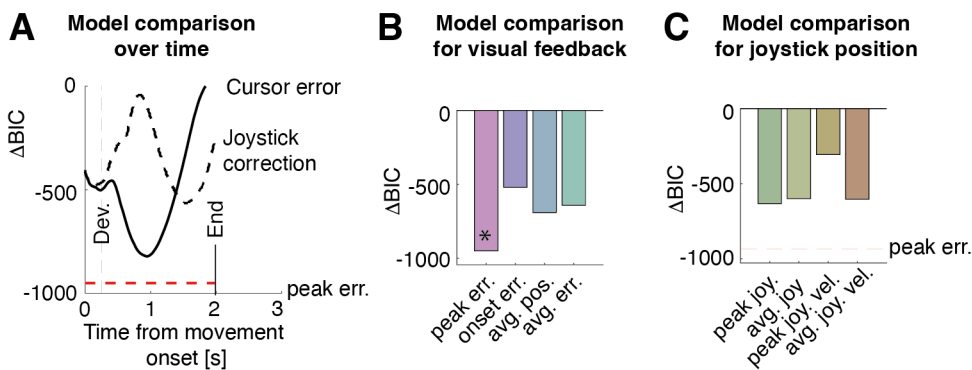 A
Model comparison
over time
0
-500
-1000
ΔBIC
Cursor error
Joystick
correction
Dev.
End
peak err.
0
1
2
3
Time from movement
onset [s]
B
Model comparison
for visual feedback
0
-500
-1000
ΔBIC
*
peak err.
onset err.
avg. pos.
avg. err.
C
Model comparison
for joystick position
0
-500
-1000
ΔBIC
peak err.
peak joy.
avg. joy
peak joy. vel.
avg. joy. vel.